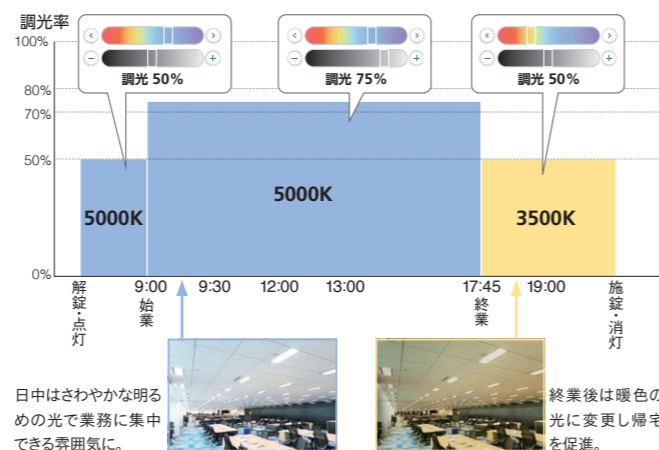 調光率
100%
80%
70%
50%
0%
調光 50%
調光 75%
調光 50%
5000K
5000K
3500K
解錠・点灯
9:00
始業
9:30
12:00
13:00
17:45
終業
19:00
施錠・消灯
日中はさわやかな明る
めの光で業務に集中
できる雰囲気に。
終業後は暖色の
光に変更し帰宅
を促進。